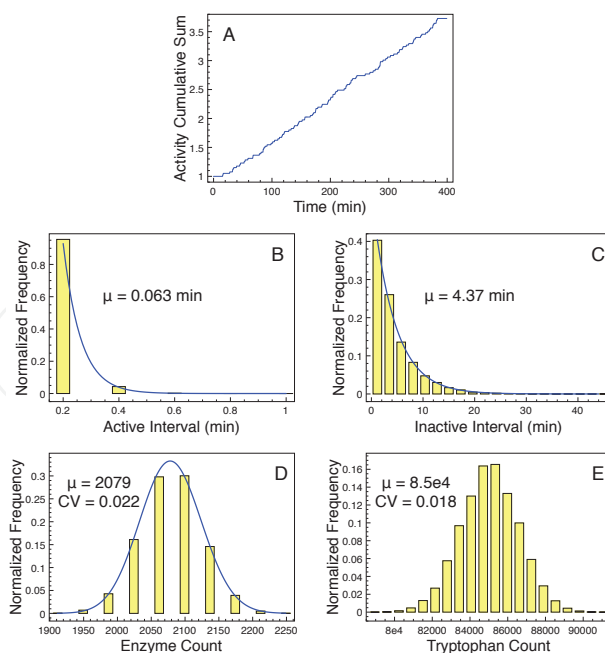 A
Activity Cumulative Sum
3.5
3
2.5
2
1.5
1
0 100 200 300 400
Time (min)
B
Normalized Frequency
0.8
0.6
0.4
0.2
0
μ = 0.063 min
0.2 0.4 0.6 0.8 1
Active Interval (min)
C
Normalized Frequency
0.4
0.3
0.2
0.1
0
μ = 4.37 min
0 10 20 30 40
Inactive Interval (min)
D
Normalized Frequency
0.3
0.25
0.2
0.15
0.1
0.05
0
μ = 2079
CV = 0.022
1900 1950 2000 2050 2100 2150 2200 2250
Enzyme Count
E
Normalized Frequency
0.16
0.14
0.12
0.1
0.08
0.06
0.04
0.02
0
μ = 8.5e4
CV = 0.018
8e4 82000 84000 86000 88000 90000
Tryptophan Count